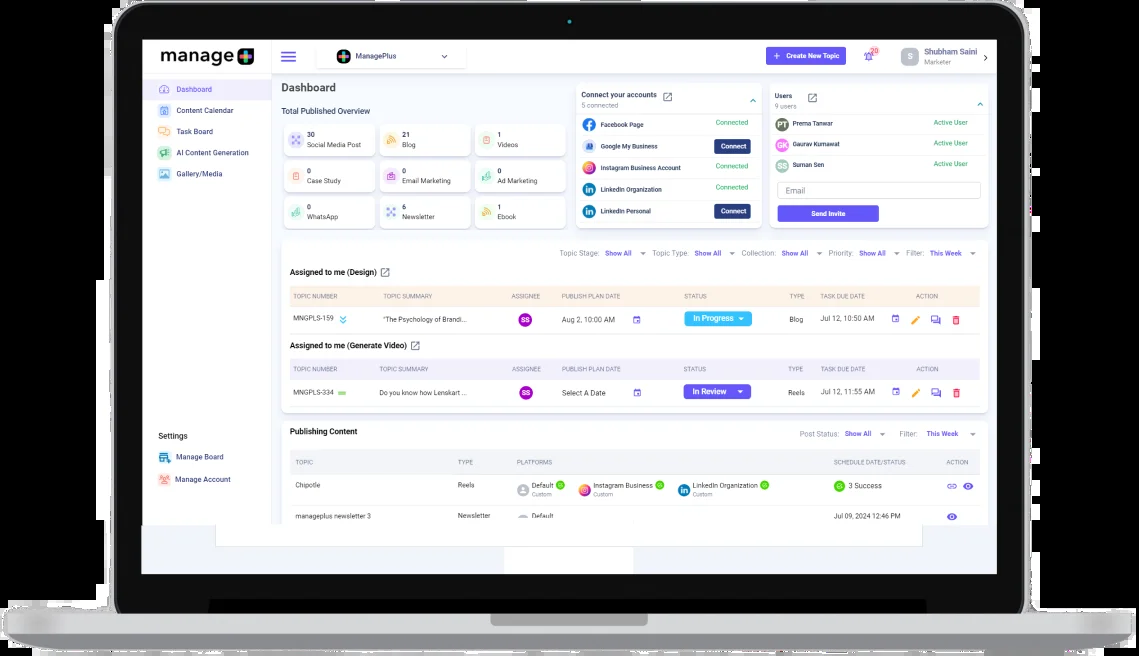 manage
ManagePlus
Create New Topic
20
S
Shubham Saini
Marketer
Dashboard
Content Calendar
Task Board
AI Content Generation
Gallery/Media
Settings
Manage Board
Manage Account
Dashboard
Total Published Overview
30
Social Media Post
21
Blog
1
Videos
0
Case Study
0
Email Marketing
0
Ad Marketing
0
WhatsApp
6
Newsletter
1
Ebook
Connect your accounts
5 connected
Facebook Page Connected
Google My Business Connect
Instagram Business Account Connected
LinkedIn Organization Connected
LinkedIn Personal Connect
Users
9 users
PT Prerna Tanwar Active User
GK Gaurav Kumawat Active User
SS Suman Sen Active User
Email
Send Invite
Topic Stage: Show All Topic Type: Show All Collection: Show All Priority: Show All Filter: This Week
Assigned to me (Design)
TOPIC NUMBER TOPIC SUMMARY ASSIGNEE PUBLISH PLAN DATE STATUS TYPE TASK DUE DATE ACTION
MNGPLS-159 "The Psychology of Brandi... SS Aug 2, 10:00 AM In Progress Blog Jul 12, 10:50 AM
Assigned to me (Generate Video)
TOPIC NUMBER TOPIC SUMMARY ASSIGNEE PUBLISH PLAN DATE STATUS TYPE TASK DUE DATE ACTION
MNGPLS-334 Do you know how Lenskart ... SS Select A Date In Review Reels Jul 12, 11:55 AM
Publishing Content
Post Status: Show All Filter: This Week
TOPIC TYPE PLATFORMS SCHEDULE DATE/STATUS ACTION
Chipotle Reels Default Instagram Business LinkedIn Organization 3 Success
Custom Custom Custom
manageplus newsletter 3 Newsletter Default Jul 09, 2024 12:46 PM